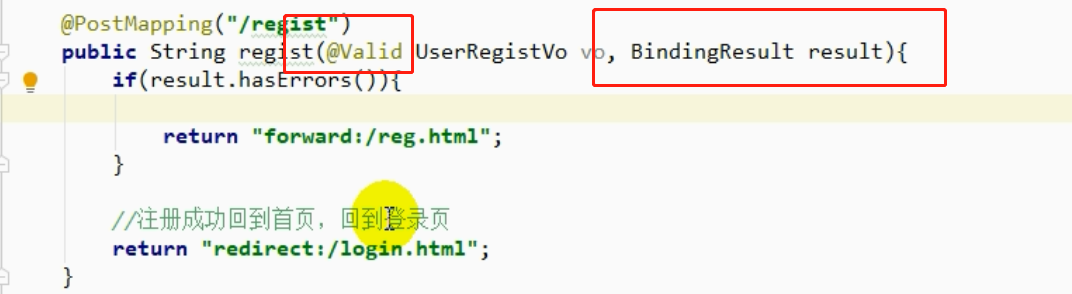 @PostMapping("/regist")
public String regist(@Valid UserRegistVo vo, BindingResult result){
if(result.hasErrors()){
return "forward:/reg.html";
}
//注册成功回到首页，回到登录页
return "redirect:/login.html";
}